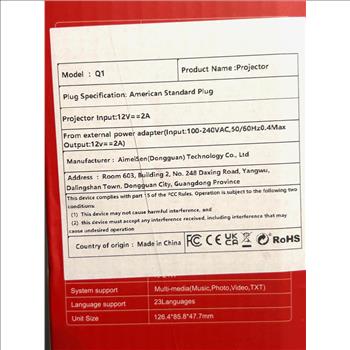 Model : Q1
Product Name :Projector
Plug Specification: American Standard Plug
Projector Input:12V==2A
From external power adapter(Input:100-240VAC,50/60Hz0.4Max
Output:12v==2A)
Manufacturer : AimeiSen(Dongguan) Technology Co., Ltd
Address : Room 603, Building 2, No. 248 Daxing Road, Yangwu,
Dalingshan Town, Dongguan City, Guangdong Province
This device complies with part 15 of the FCC Rules. Operation is subject to the following two
conditions:
(1) This device may not cause harmful interference, and
(2) this device must accept any interference received, including interference that may
cause undesired operation
Country of origin : Made in China
FC CE UK CA RoHS
System support Multi-media(Music,Photo,Video,TXT)
Language support 23Languages
Unit Size 126.4*85.8*47.7mm